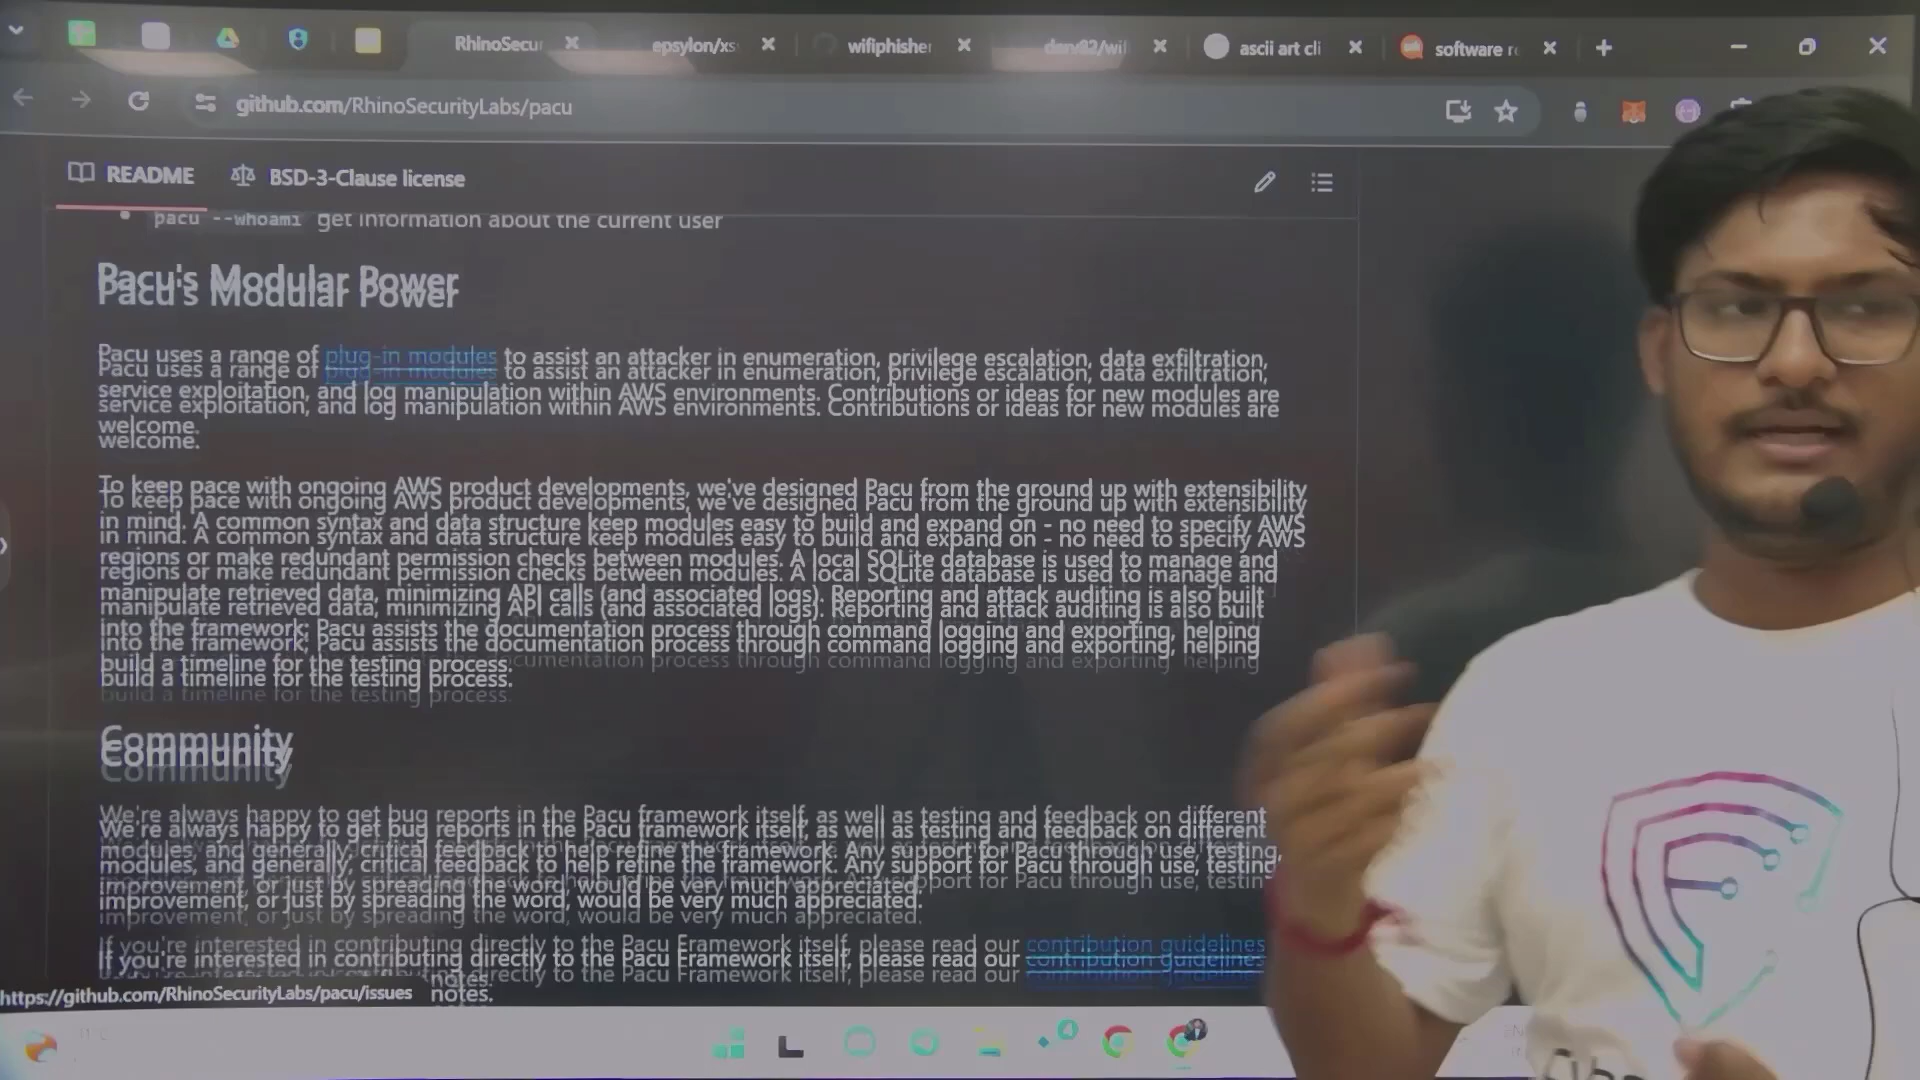 RhinoSecur
epsylon/xs
wifiphisher
ascii art cli
software r
github.com/RhinoSecurityLabs/pacu
README
BSD-3-Clause license
pacu --whoami get information about the current user
Pacu's Modular Power
Pacu uses a range of plug-in modules to assist an attacker in enumeration, privilege escalation, data exfiltration,
service exploitation, and log manipulation within AWS environments. Contributions or ideas for new modules are
welcome.
To keep pace with ongoing AWS product developments, we've designed Pacu from the ground up with extensibility
in mind. A common syntax and data structure keep modules easy to build and expand on - no need to specify AWS
regions or make redundant permission checks between modules. A local SQLite database is used to manage and
manipulate retrieved data, minimizing API calls (and associated logs). Reporting and attack auditing is also built
into the framework; Pacu assists the documentation process through command logging and exporting, helping
build a timeline for the testing process.
Community
We're always happy to get bug reports in the Pacu framework itself, as well as testing and feedback on different
modules, and generally critical feedback to help refine the framework. Any support for Pacu through use, testing,
improvement, or just by spreading the word, would be very much appreciated.
If you're interested in contributing directly to the Pacu Framework itself, please read our contribution guidelines
notes.
https://github.com/RhinoSecurityLabs/pacu/issues
4